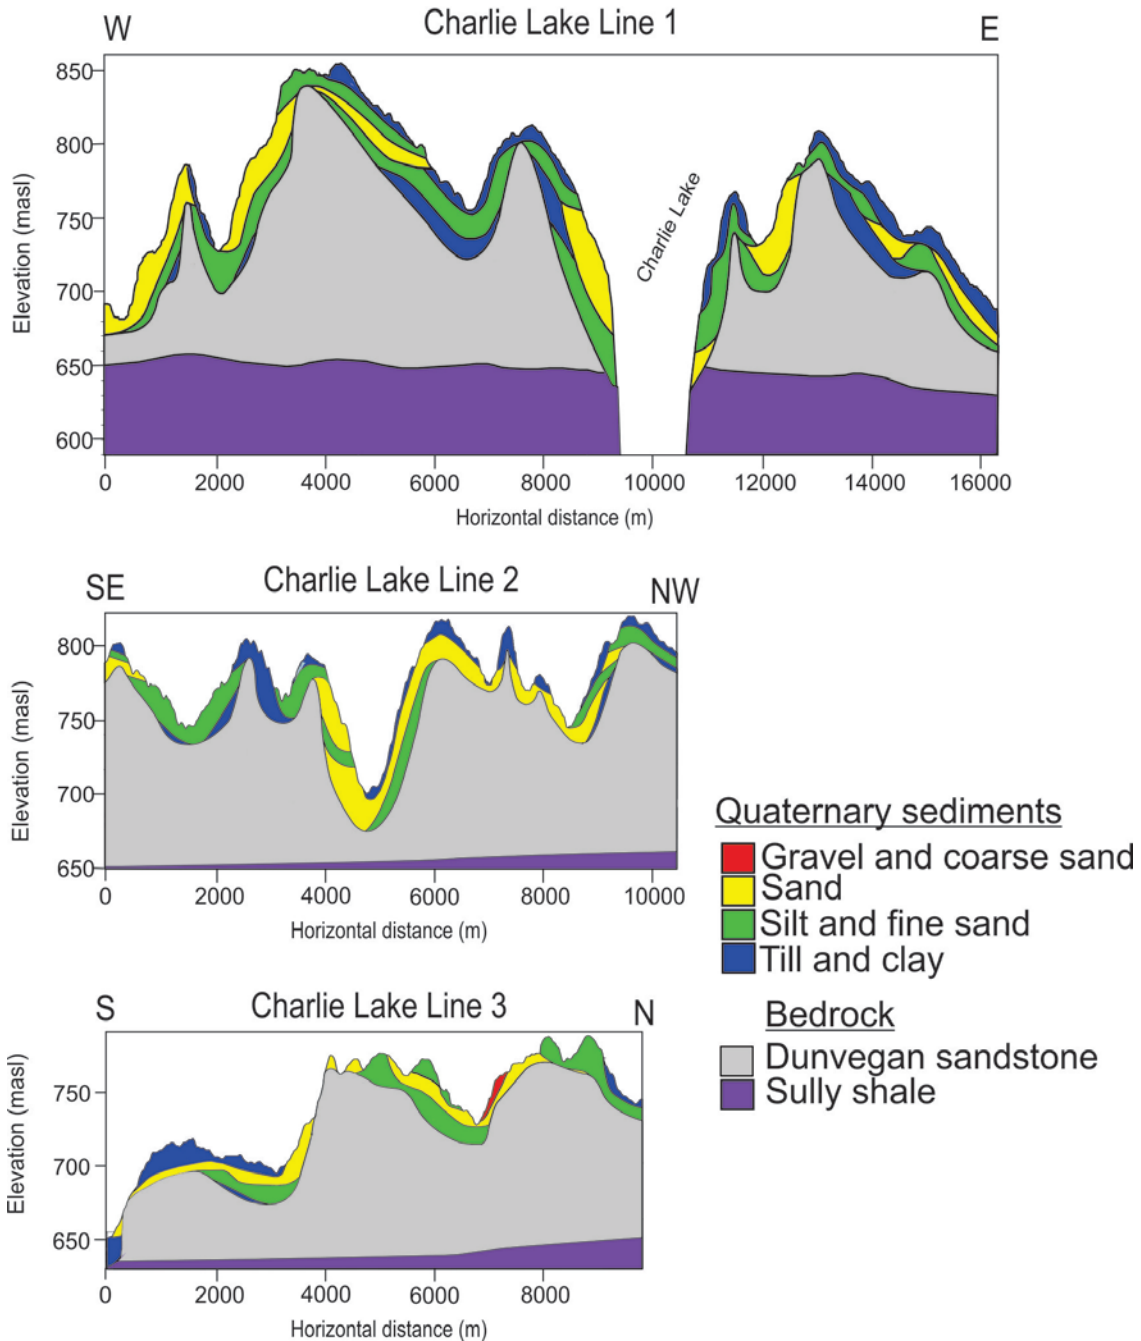 W
Charlie Lake Line 1
E
Elevation (masl)
850
800
750
700
650
600
Charlie Lake
0
2000
4000
6000
8000
10000
12000
14000
16000
Horizontal distance (m)
SE
Charlie Lake Line 2
NW
Elevation (masl)
800
750
700
650
0
2000
4000
6000
8000
10000
Horizontal distance (m)
Quaternary sediments
Gravel and coarse sand
Sand
Silt and fine sand
Till and clay
Bedrock
Dunvegan sandstone
Sully shale
S
Charlie Lake Line 3
N
Elevation (masl)
750
700
650
0
2000
4000
6000
8000
Horizontal distance (m)